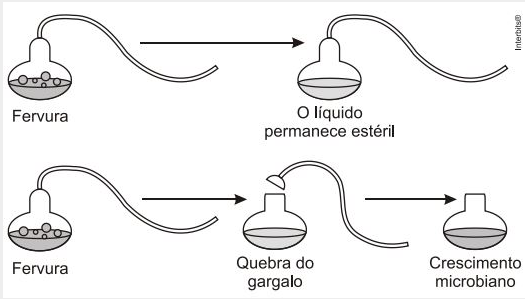 Interbits®
Fervura
O líquido
permanece estéril
Fervura
Quebra do
gargalo
Crescimento
microbiano